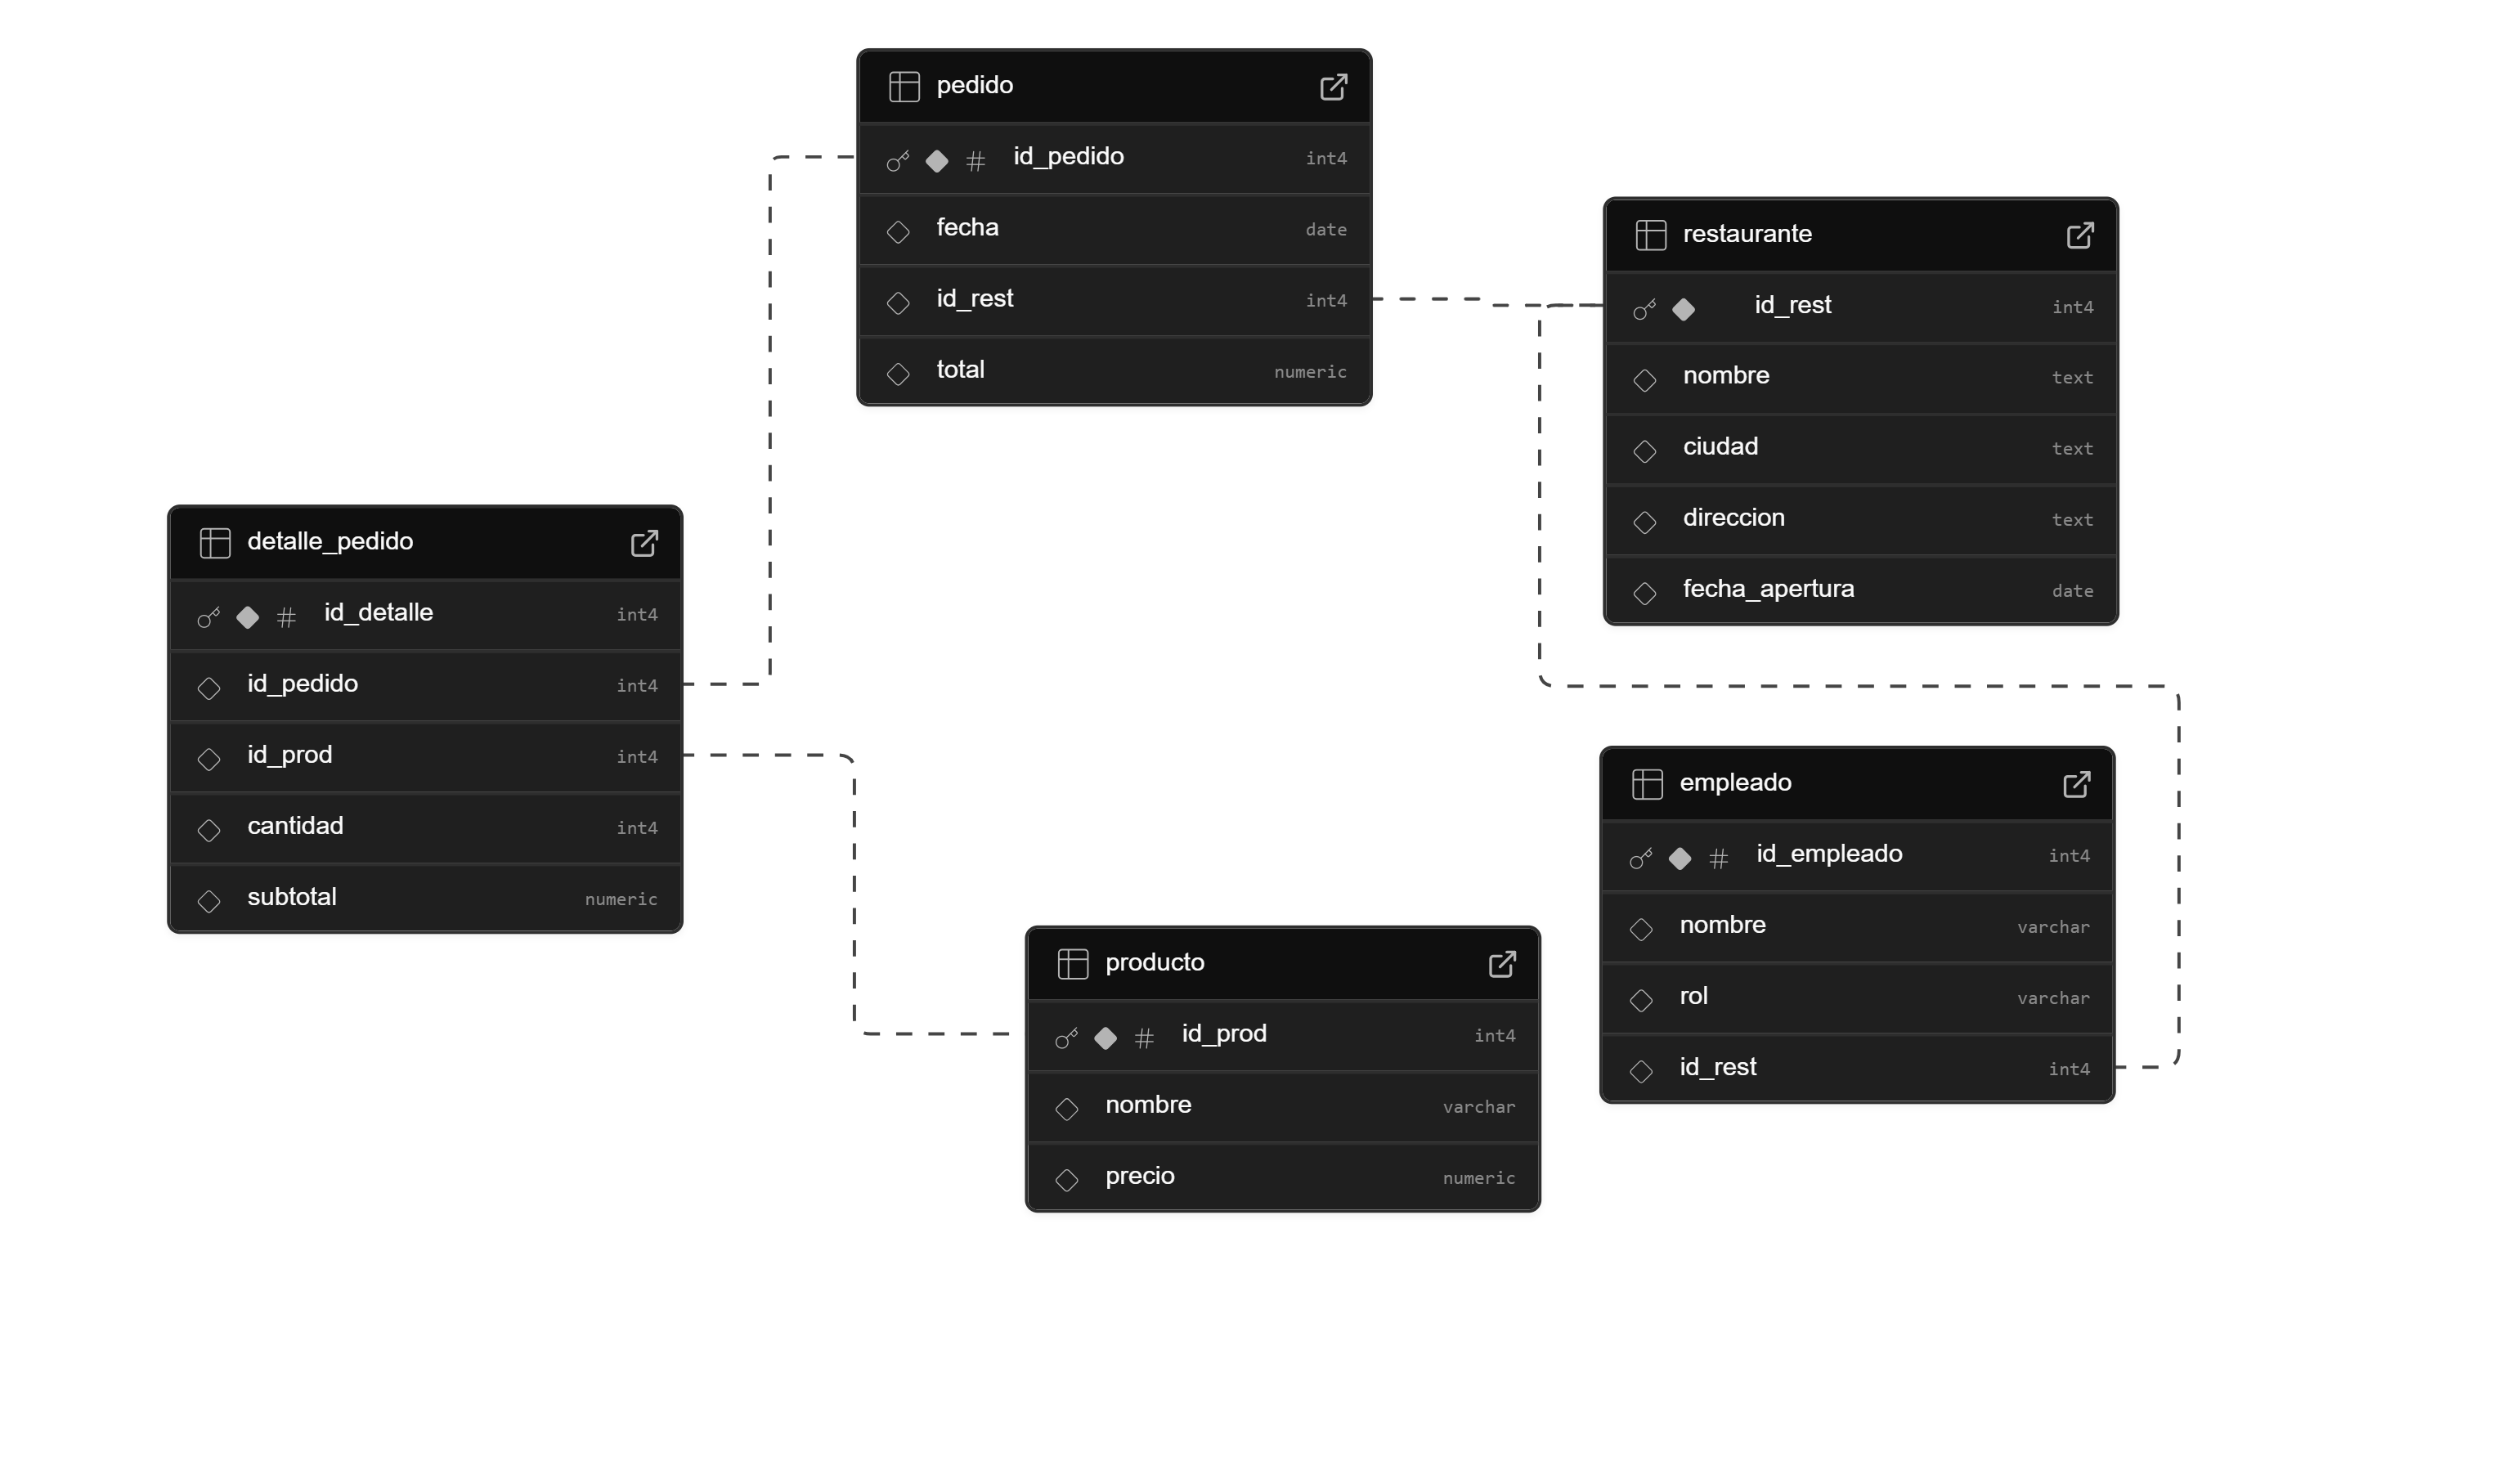 pedido
id_pedido int4
fecha date
id_rest int4
total numeric
restaurante
id_rest int4
nombre text
ciudad text
direccion text
fecha_apertura date
detalle_pedido
id_detalle int4
id_pedido int4
id_prod int4
cantidad int4
subtotal numeric
empleado
id_empleado int4
nombre varchar
rol varchar
id_rest int4
producto
id_prod int4
nombre varchar
precio numeric